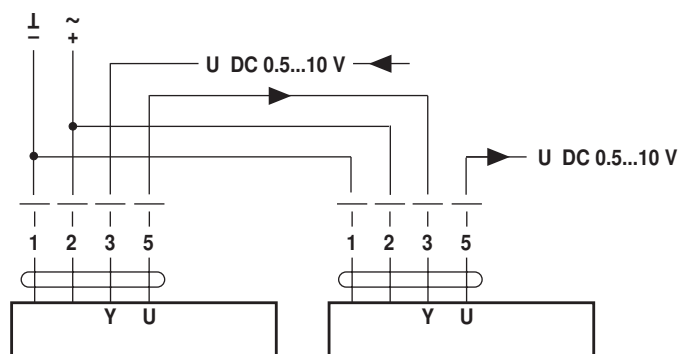 ⊥ ~
– +
U DC 0.5...10 V
U DC 0.5...10 V
1 2 3 5 1 2 3 5
Y U Y U